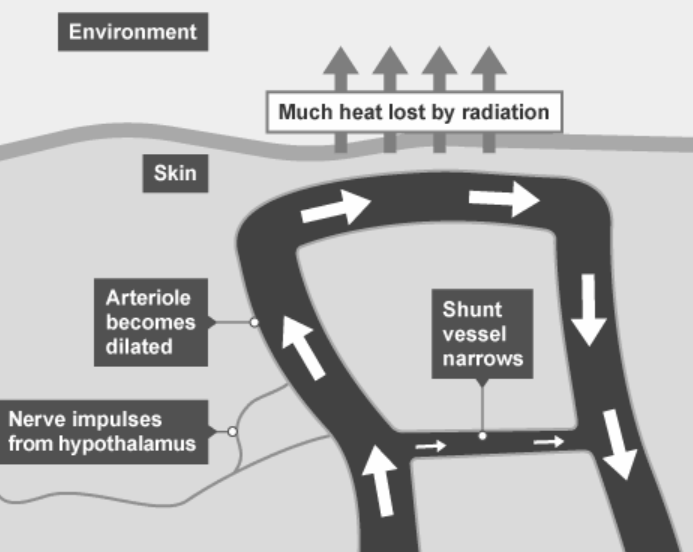 Environment
Much heat lost by radiation
Skin
Arteriole
becomes
dilated
Shunt
vessel
narrows
Nerve impulses
from hypothalamus